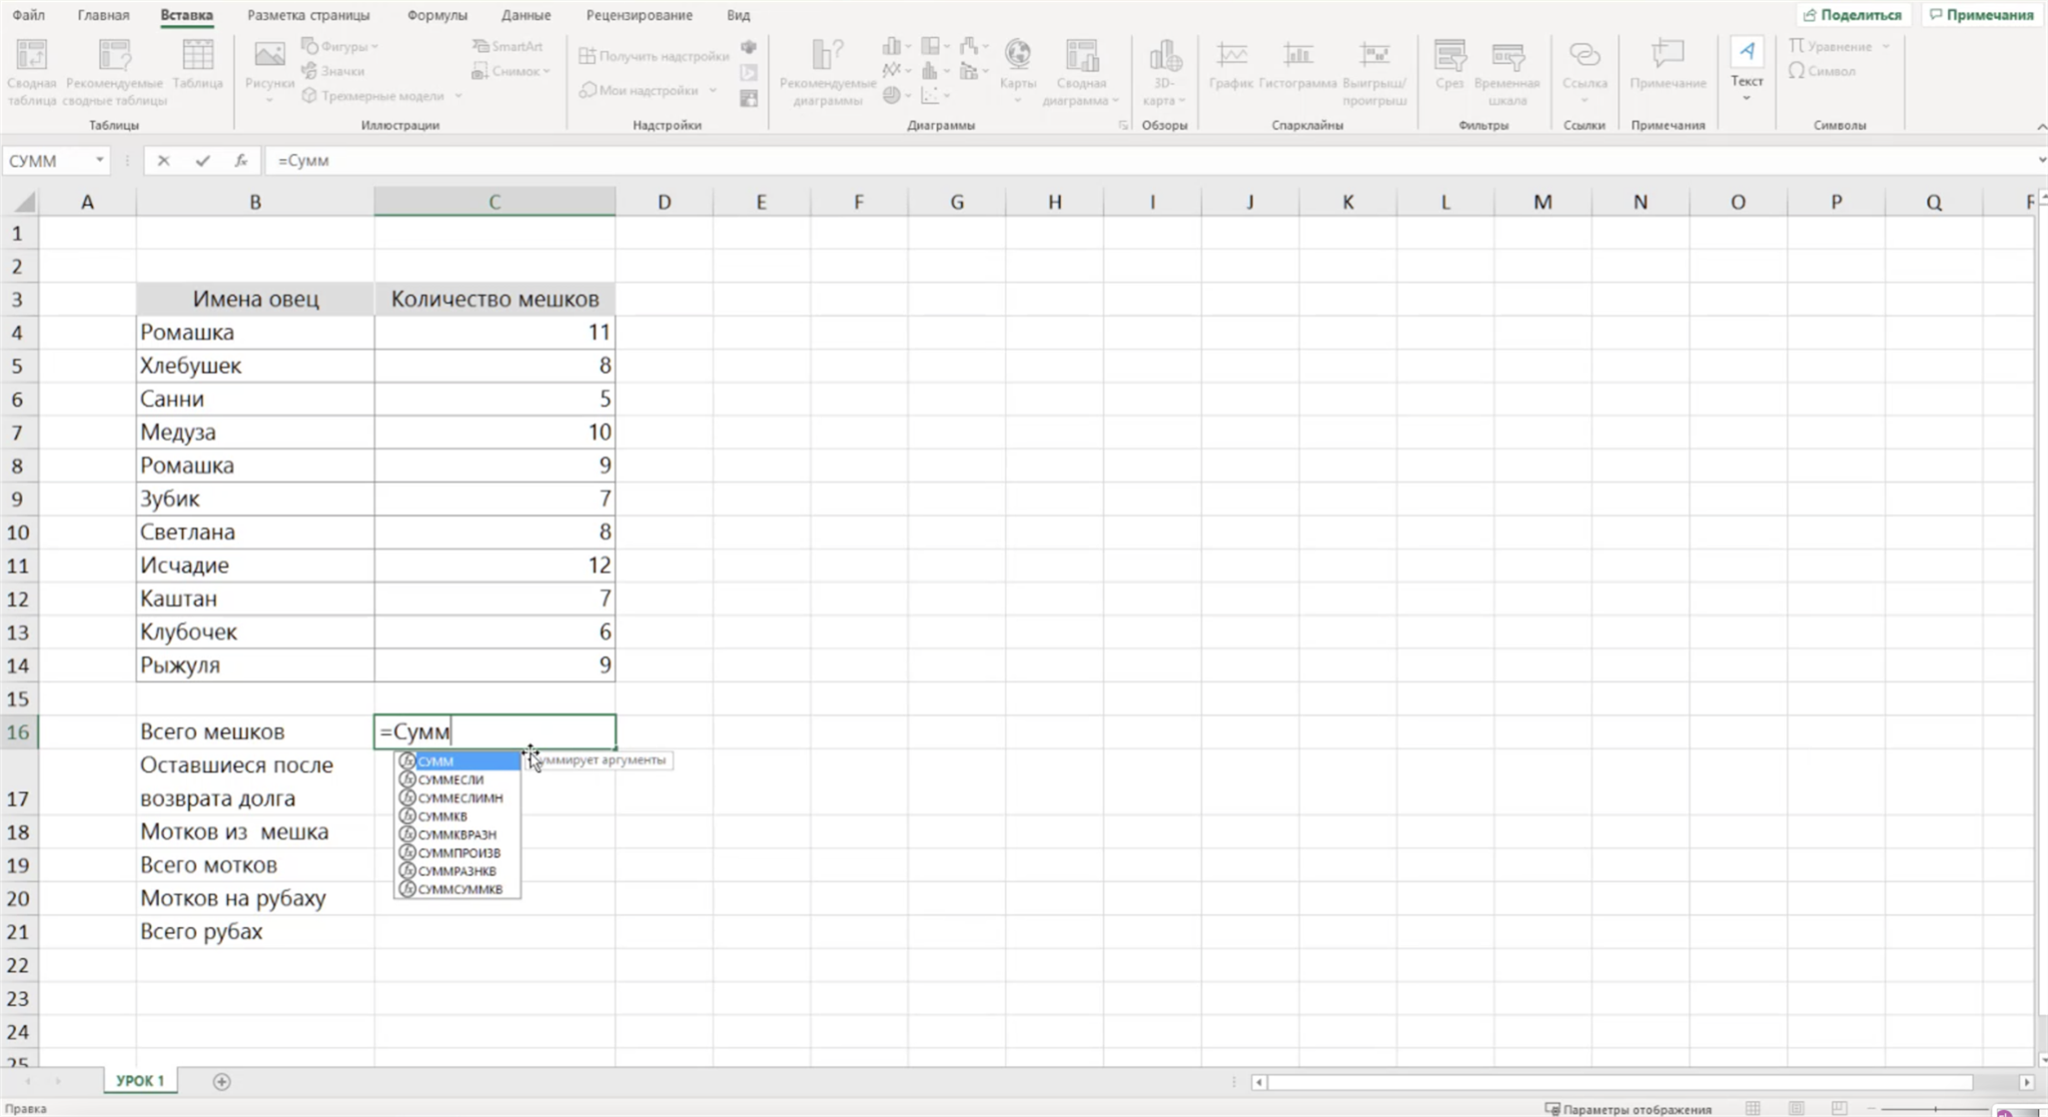 Файл Главная Вставка Разметка страницы Формулы Данные Рецензирование Вид Поделиться Примечания
Сводная таблица
Рекомендуемые сводные таблицы
Таблица
Таблицы
Рисунки
Фигуры
Значки
Трехмерные модели
SmartArt
Снимок
Иллюстрации
Получить надстройки
Мои надстройки
Надстройки
Рекомендуемые диаграммы
Карты
Сводная диаграмма
Диаграммы
3D-карта
Обзоры
График
Гистограмма
Выигрыш/проигрыш
Спарклайны
Срез
Временная шкала
Фильтры
Ссылка
Ссылки
Примечание
Примечания
Текст
Уравнение
Символ
Символы
СУММ fx =Сумм
A B C D E F G H I J K L M N O P Q
1
2
3 Имена овец Количество мешков
4 Ромашка 11
5 Хлебушек 8
6 Санни 5
7 Медуза 10
8 Ромашка 9
9 Зубик 7
10 Светлана 8
11 Исчадие 12
12 Каштан 7
13 Клубочек 6
14 Рыжуля 9
15
16 Всего мешков =Сумм
СУММ уммирует аргументы
СУММЕСЛИ
СУММЕСЛИМН
СУММКВ
СУММКВРАЗН
СУММПРОИЗВ
СУММРАЗНКВ
СУММСУММКВ
Оставшиеся после
17 возврата долга
18 Мотков из мешка
19 Всего мотков
20 Мотков на рубаху
21 Всего рубах
22
23
24
25
УРОК 1
Правка Параметры отображения